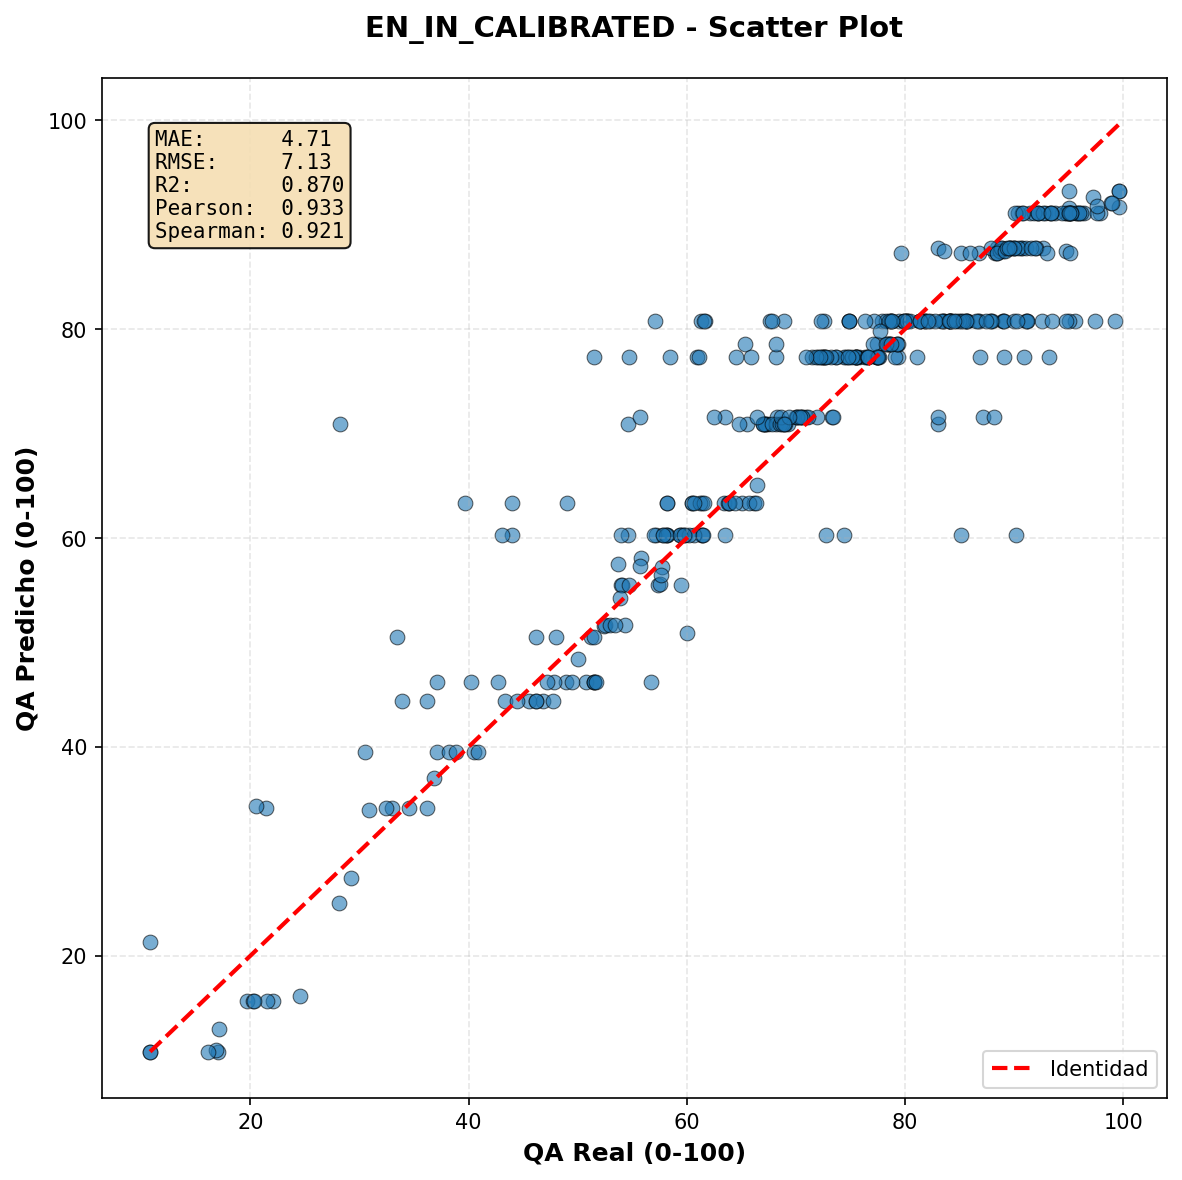 EN_IN_CALIBRATED - Scatter Plot
MAE: 4.71
RMSE: 7.13
R2: 0.870
Pearson: 0.933
Spearman: 0.921
QA Predicho (0-100)
100
80
60
40
20
Identidad
20 40 60 80 100
QA Real (0-100)